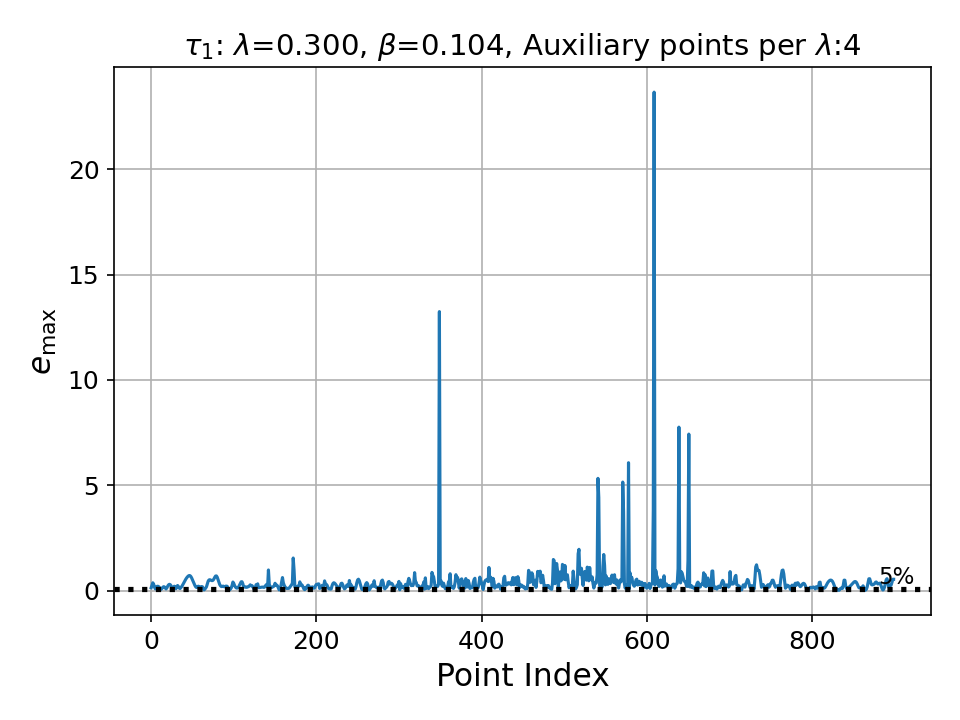 τ₁: λ=0.300, β=0.104, Auxiliary points per λ:4
e_max
20
15
10
5
0
5%
0 200 400 600 800
Point Index